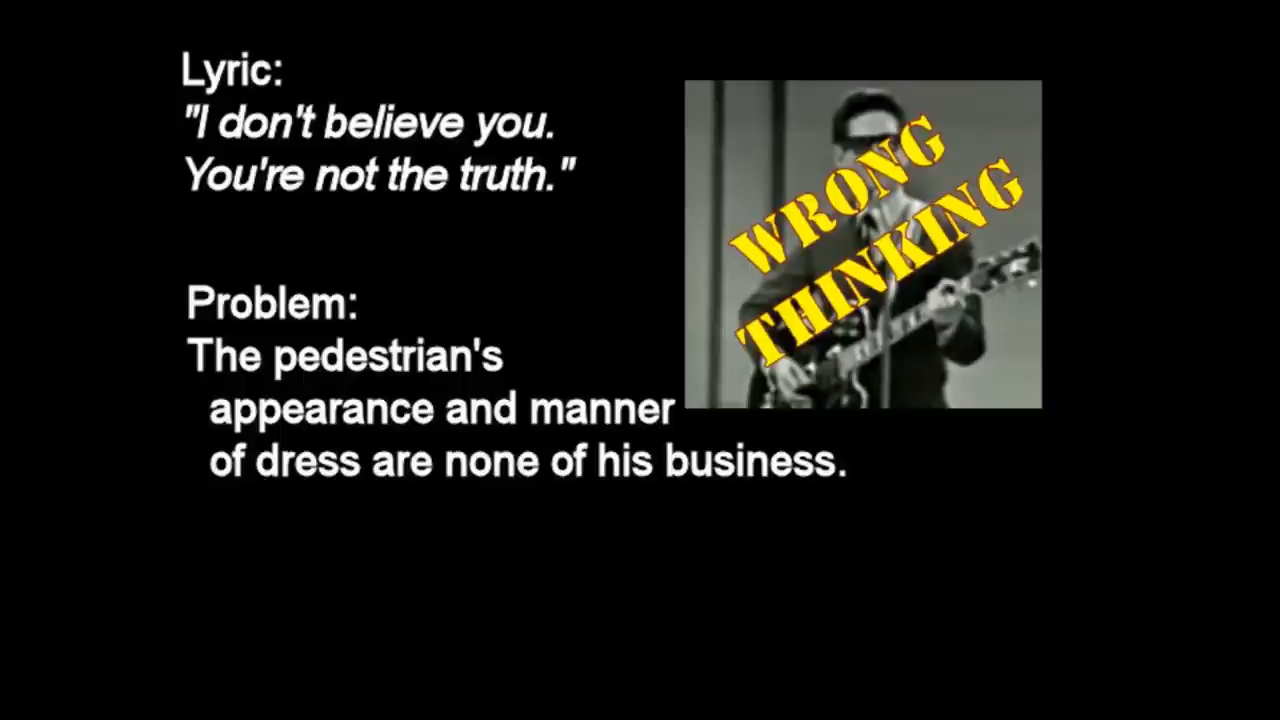 Lyric:
"I don't believe you.
You're not the truth."
WRONG
THINKING
Problem:
The pedestrian's
appearance and manner
of dress are none of his business.